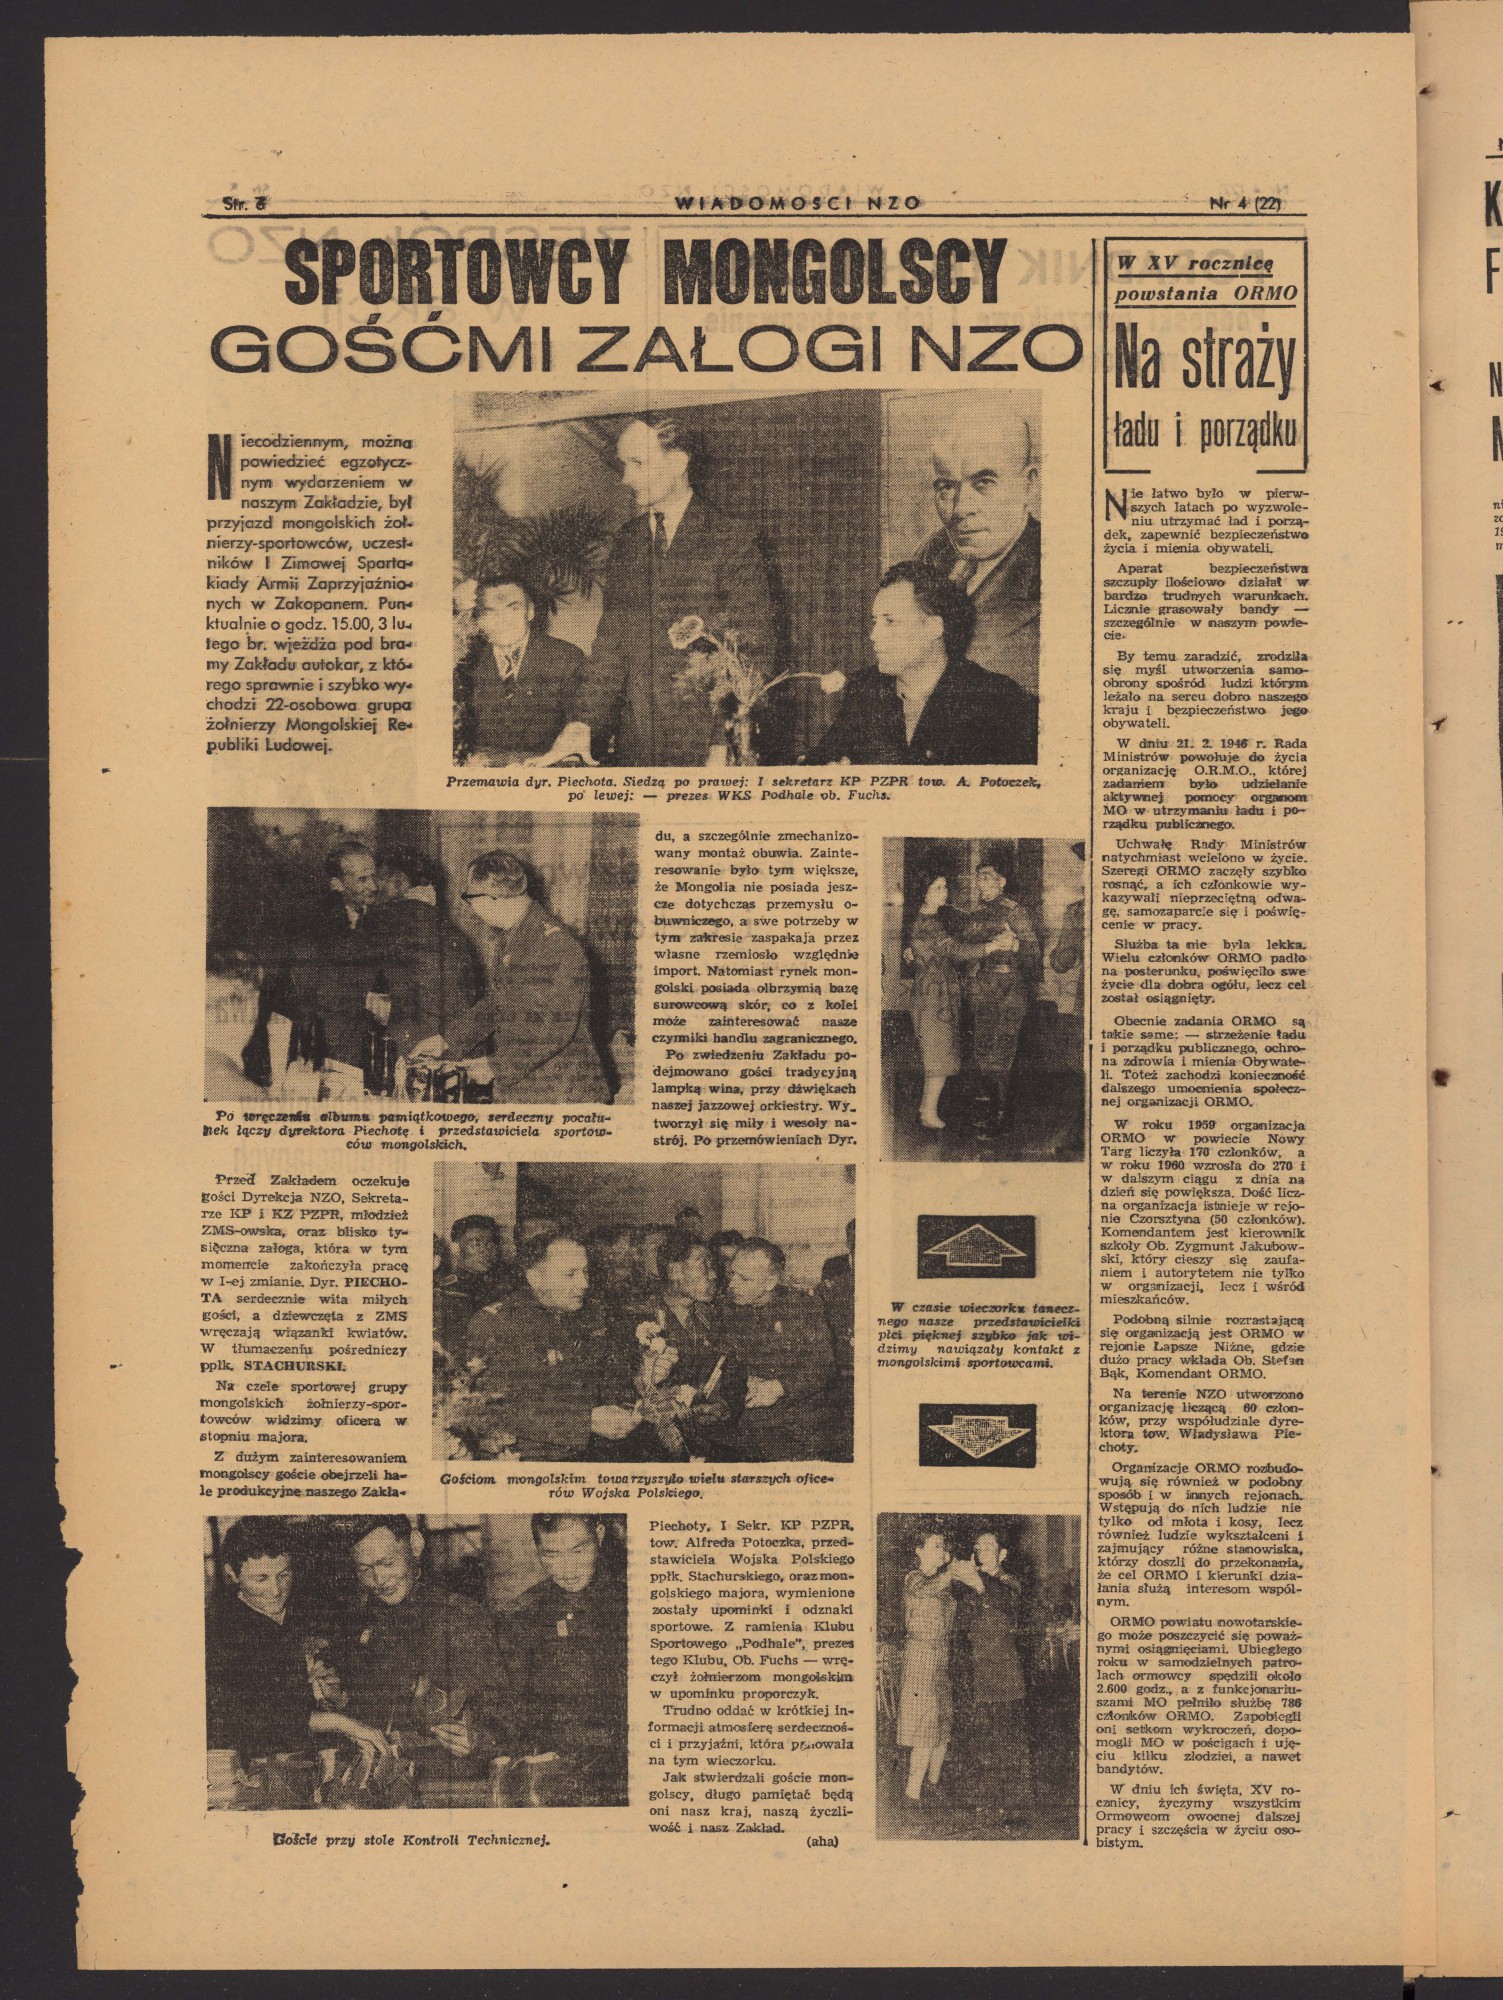 Str. 6
WIADOMOSCI NZO
Nr 4 (22)
SPORTOWCY MONGOLSCY
GOŚĆMI ZAŁOGI NZO
Niecodziennym, można
powiedzieć egzotycz-
nym wydarzeniem w
naszym Zakładzie, był
przyjazd mongolskich żoł-
nierzy-sportowców, uczest-
ników I Zimowej Sparta-
kiady Armii Zaprzyjaźnio-
nych w Zakopanem. Pun-
ktualnie o godz. 15.00, 3 lu-
tego br. wjeżdża pod bra-
my Zakładu autokar, z któ-
rego sprawnie i szybko wy-
chodzi 22-osobowa grupa
żołnierzy Mongolskiej Re-
publiki Ludowej.
Przemawia dyr. Piechota. Siedzą po prawej: I sekretarz KP PZPR tow. A. Potoczek,
po lewej: — prezes WKS Podhale ob. Fuchs.
Po wręczeniu albumu pamiątkowego, serdeczny pocału-
nek łączy dyrektora Piechotę i przedstawiciela sportow-
ców mongolskich.
Przed Zakładem oczekuje
gości Dyrekcja NZO, Sekreta-
rze KP i KZ PZPR, młodzież
ZMS-owska, oraz blisko ty-
sięczna załoga, która w tym
momencie zakończyła pracę
w I-ej zmianie. Dyr. PIECHO-
TA serdecznie wita miłych
gości, a dziewczęta z ZMS
wręczają wiązanki kwiatów.
W tłumaczeniu pośredniczy
ppłk. STACHURSKI.
Na czele sportowej grupy
mongolskich żołnierzy-spor-
towców widzimy oficera w
stopniu majora.
Z dużym zainteresowaniem
mongolscy goście obejrzeli ha-
le produkcyjne naszego Zakła-
du, a szczególnie zmechanizo-
wany montaż obuwia. Zainte-
resowanie było tym większe,
że Mongolia nie posiada jesz-
cze dotychczas przemysłu o-
buwniczego, a swe potrzeby w
tym zakresie zaspakaja przez
własne rzemiosło względnie
import. Natomiast rynek mon-
golski posiada olbrzymią bazę
surowcową skór, co z kolei
może zainteresować nasze
czynniki handlu zagranicznego.
Po zwiedzeniu Zakładu po-
dejmowano gości tradycyjną
lampką wina, przy dźwiękach
naszej jazzowej orkiestry. Wy-
tworzył się miły i wesoły na-
strój. Po przemówieniach Dyr.
Gościom mongolskim towarzyszyło wielu starszych ofice-
rów Wojska Polskiego.
Goście przy stole Kontroli Technicznej.
Piechoty, I Sekr. KP PZPR,
tow. Alfreda Potoczka, przed-
stawiciela Wojska Polskiego
ppłk. Stachurskiego, oraz mon-
golskiego majora, wymienione
zostały upominki i odznaki
sportowe. Z ramienia Klubu
Sportowego „Podhale”, prezes
tego Klubu, Ob. Fuchs — wrę-
czył żołnierzom mongolskim
w upominku proporczyk.
Trudno oddać w krótkiej in-
formacji atmosferę serdecznoś-
ci i przyjaźni, która panowała
na tym wieczorku.
Jak stwierdzali goście mon-
golscy, długo pamiętać będą
oni nasz kraj, naszą życzli-
wość i nasz Zakład.
(aha)
W czasie wieczorku tanecz-
nego nasze przedstawicielki
płci pięknej szybko jak wi-
dzimy nawiązały kontakt z
mongolskimi sportowcami.
W XV rocznicę
powstania ORMO
Na straży
ładu i porządku
Nie łatwo było w pierw-
szych latach po wyzwole-
niu utrzymać ład i porzą-
dek, zapewnić bezpieczeństwo
życia i mienia obywateli.
Aparat bezpieczeństwa
szczupły ilościowo działał w
bardzo trudnych warunkach.
Licznie grasowały bandy —
szczególnie w naszym powie-
cie.
By temu zaradzić, zrodziła
się myśl utworzenia samo-
obrony spośród ludzi którym
leżało na sercu dobro naszego
kraju i bezpieczeństwo jego
obywateli.
W dniu 21. 2. 1946 r. Rada
Ministrów powołuje do życia
organizację O.R.M.O., której
zadaniem było udzielanie
aktywnej pomocy organom
MO w utrzymaniu ładu i po-
rządku publicznego.
Uchwałę Rady Ministrów
natychmiast wcielono w życie.
Szeregi ORMO zaczęły szybko
rosnąć, a ich członkowie wy-
kazywali nieprzeciętną odwa-
gę, samozaparcie się i poświę-
cenie w pracy.
Służba ta nie była lekka.
Wielu członków ORMO padło
na posterunku, poświęciło swe
życie dla dobra ogółu, lecz cel
został osiągnięty.
Obecnie zadania ORMO są
takie same: — strzeżenie ładu
i porządku publicznego, ochro-
na zdrowia i mienia Obywate-
li. Toteż zachodzi konieczność
dalszego umocnienia społecz-
nej organizacji ORMO.
W roku 1959 organizacja
ORMO w powiecie Nowy
Targ liczyła 170 członków, a
w roku 1960 wzrosła do 270 i
w dalszym ciągu z dnia na
dzień się powiększa. Dość licz-
na organizacja istnieje w rejo-
nie Czorsztyna (50 członków).
Komendantem jest kierownik
szkoły Ob. Zygmunt Jakubow-
ski, który cieszy się zaufa-
niem i autorytetem nie tylko
w organizacji, lecz i wśród
mieszkańców.
Podobną silnie rozrastającą
się organizacją jest ORMO w
rejonie Łapsze Niżne, gdzie
dużo pracy wkłada Ob. Stefan
Bąk, Komendant ORMO.
Na terenie NZO utworzono
organizację liczącą 60 człon-
ków, przy współudziale dyre-
ktora tow. Władysława Pie-
choty.
Organizacje ORMO rozbudo-
wują się również w podobny
sposób i w innych rejonach.
Wstępują do nich ludzie nie
tylko od młota i kosy, lecz
również ludzie wykształceni i
zajmujący różne stanowiska,
którzy doszli do przekonania,
że cel ORMO i kierunki dzia-
łania służą interesom wspól-
nym.
ORMO powiatu nowotarskie-
go może poszczycić się poważ-
nymi osiągnięciami. Ubiegłego
roku w samodzielnych patro-
lach ormowcy spędzili około
2.600 godz., a z funkcjonariu-
szami MO pełniło służbę 786
członków ORMO. Zapobiegli
oni setkom wykroczeń, dopo-
mogli MO w pościgach i uję-
ciu kilku złodziei, a nawet
bandytów.
W dniu ich święta, XV ro-
cznicy, życzymy wszystkim
Ormowcom owocnej dalszej
pracy i szczęścia w życiu oso-
bistym.